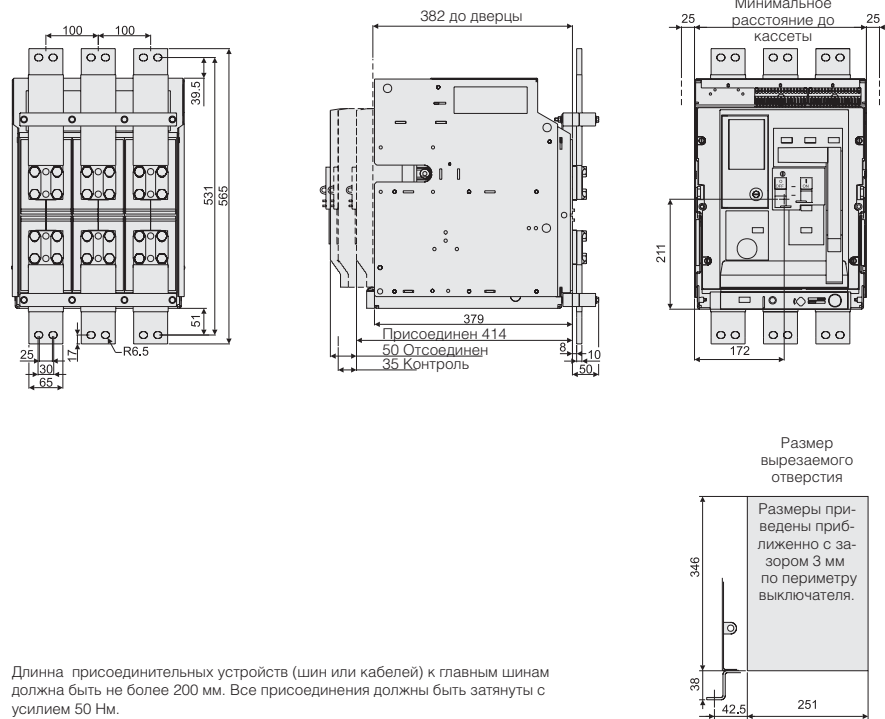 100
100
39.5
531
565
51
25
17
R6.5
30
65
382 до дверцы
379
Присоединен 414
50 Отсоединен
35 Контроль
8
10
50
Минимальное
расстояние до
кассеты
25
25
OFF
ON
211
172
Размер
вырезаемого
отверстия
Размеры при-
ведены приб-
лиженно с за-
зором 3 мм
по периметру
выключателя.
346
38
42.5
251
Длинна присоединительных устройств (шин или кабелей) к главным шинам
должна быть не более 200 мм. Все присоединения должны быть затянуты с
усилием 50 Нм.